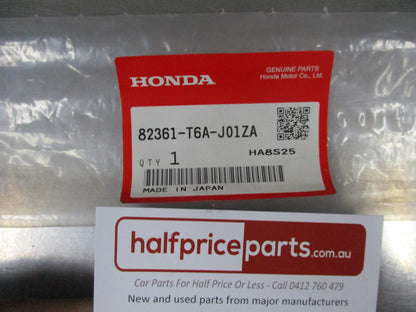 GENUINE PARTS
HONDA
Honda Motor Co., Ltd.
82361-T6A-J01ZA
QTY 1
HA8S25
MADE IN JAPAN
halfpriceparts.com.au
Car Parts For Half Price Or Less - Call 0412 760 479
New and used parts from major manufacturers